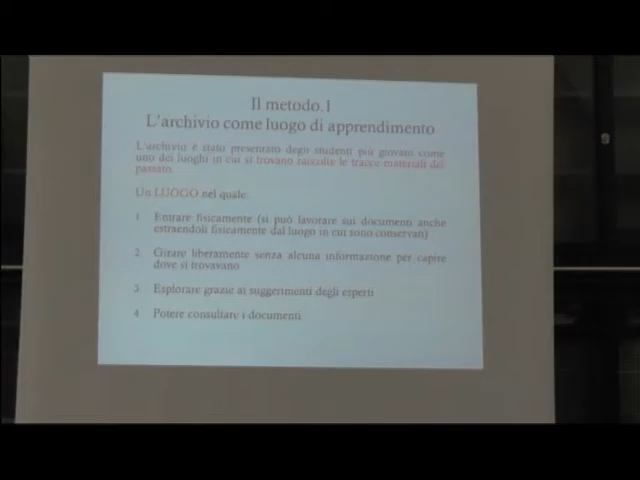 Il metodo.1
L'archivio come luogo di apprendimento
L'archivio è stato presentato degli studenti più giovani come
uno dei luoghi in cui si trovano raccolte le tracce materiali del
passato.
Un LUOGO nel quale:
1 Entrare fisicamente (si può lavorare sui documenti anche
estraendoli fisicamente dal luogo in cui sono conservati)
2 Girare liberamente senza alcuna informazione per capire
dove si trovavano
3 Esplorare grazie ai suggerimenti degli esperti
4 Potere consultare i documenti